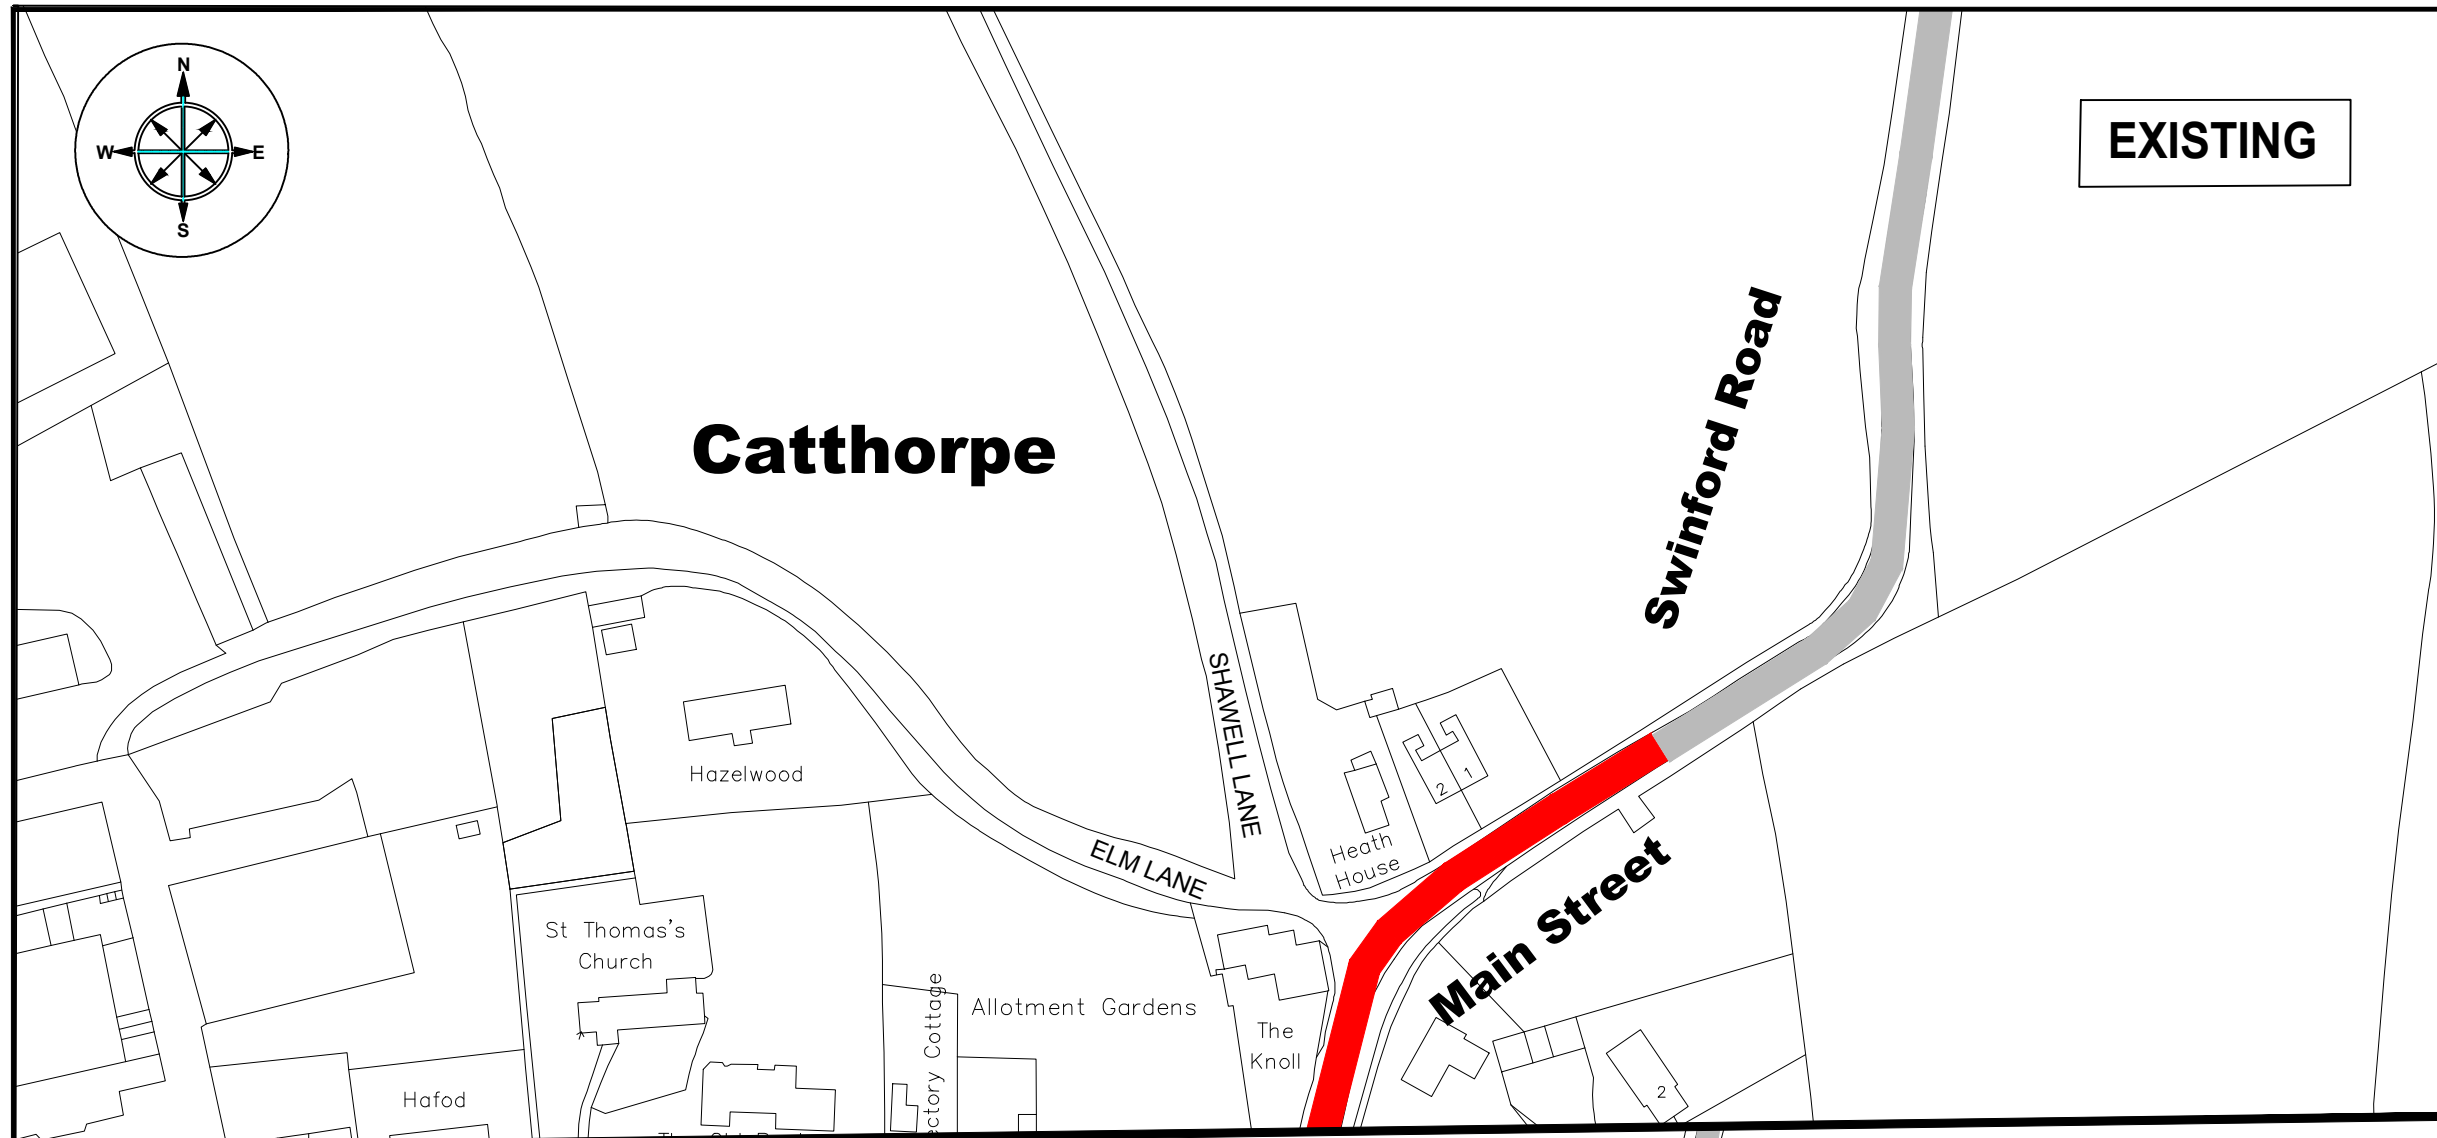 N
W
E
S
EXISTING
Catthorpe
Swinford Road
SHAWELL LANE
ELM LANE
Main Street
Hazelwood
Heath
House
2
1
St Thomas's
Church
Allotment Gardens
The
Knoll
Hafod
2